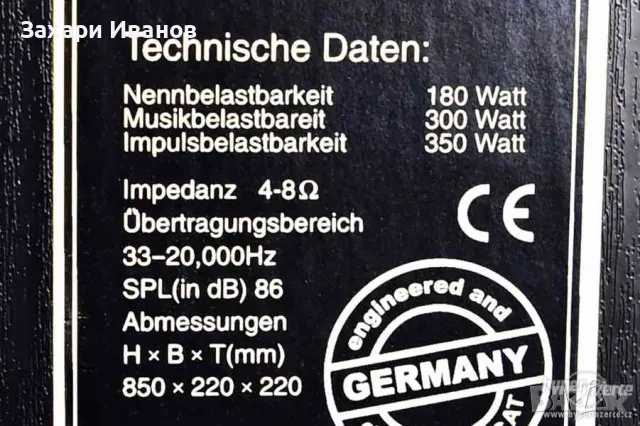 Захари Иванов
Technische Daten:
Nennbelastbarkeit 180 Watt
Musikbelastbareit 300 Watt
Impulsbelastbarkeit 350 Watt
Impedanz 4-8Ω
Übertragungsbereich
33–20,000Hz
SPL(in dB) 86
Abmessungen
H × B × T(mm)
850 × 220 × 220
CE
engineered and
GERMANY